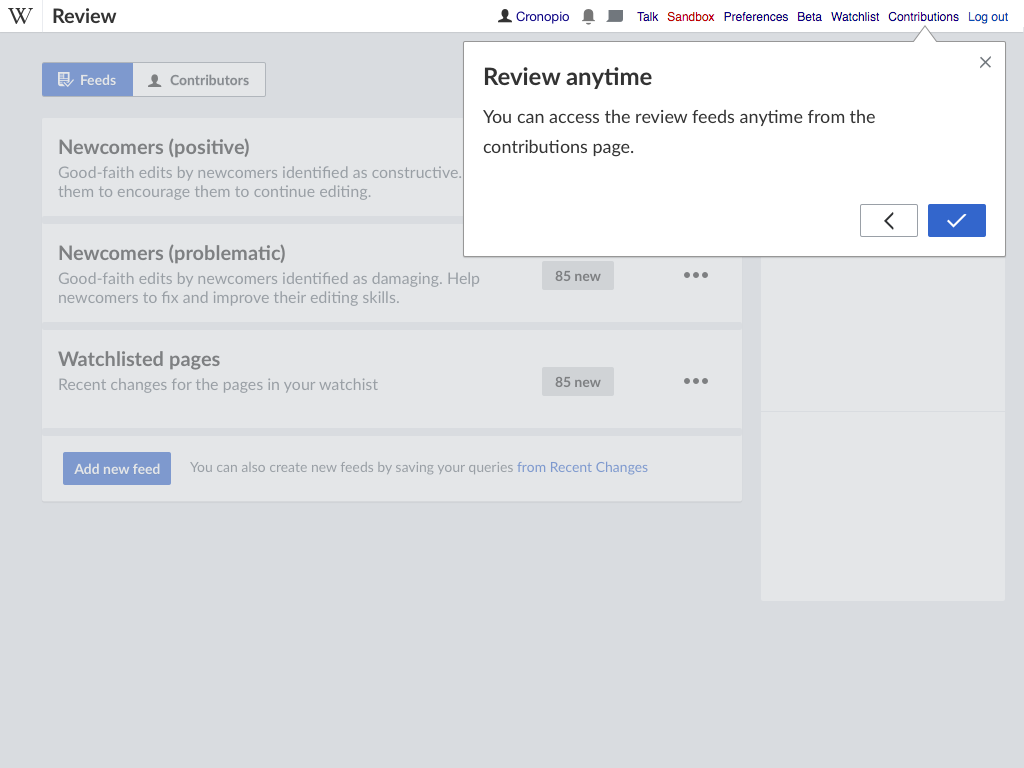 W Review Cronopio Talk Sandbox Preferences Beta Watchlist Contributions Log out
Review anytime
You can access the review feeds anytime from the
contributions page.
Feeds Contributors
Newcomers (positive)
Good-faith edits by newcomers identified as constructive.
them to encourage them to continue editing.
Newcomers (problematic)
Good-faith edits by newcomers identified as damaging. Help
newcomers to fix and improve their editing skills.
85 new
Watchlisted pages
Recent changes for the pages in your watchist
85 new
Add new feed You can also create new feeds by saving your queries from Recent Changes